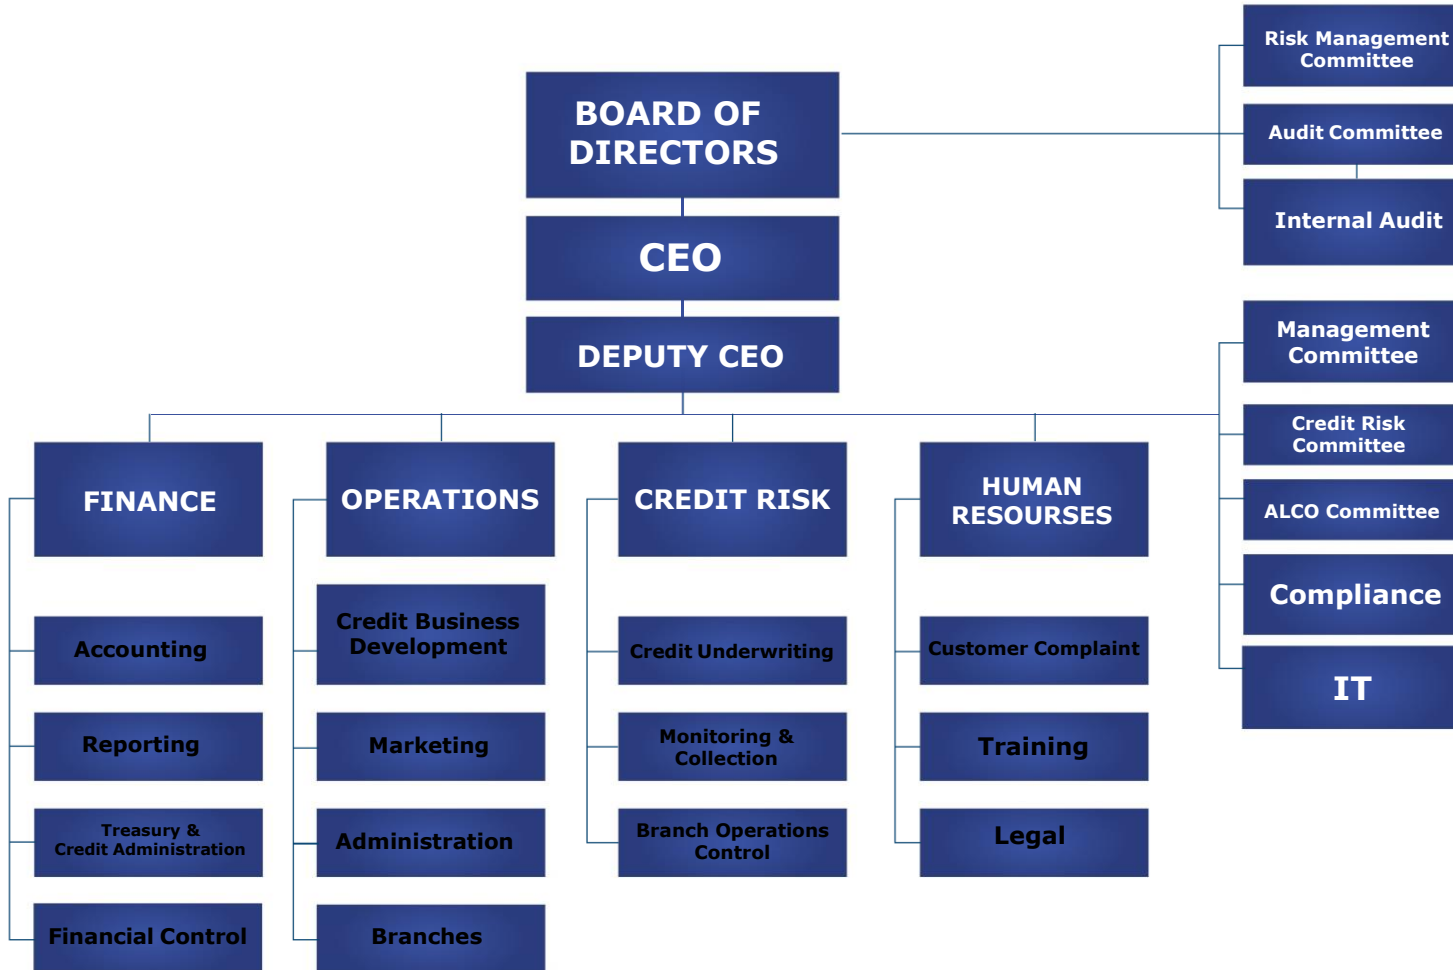 BOARD OF
DIRECTORS
CEO
DEPUTY CEO
Risk Management
Committee
Audit Committee
Internal Audit
Management
Committee
Credit Risk
Committee
ALCO Committee
Compliance
IT
FINANCE
Accounting
Reporting
Treasury &
Credit Administration
Financial Control
OPERATIONS
Credit Business
Development
Marketing
Administration
Branches
CREDIT RISK
Credit Underwriting
Monitoring &
Collection
Branch Operations
Control
HUMAN
RESOURSES
Customer Complaint
Training
Legal